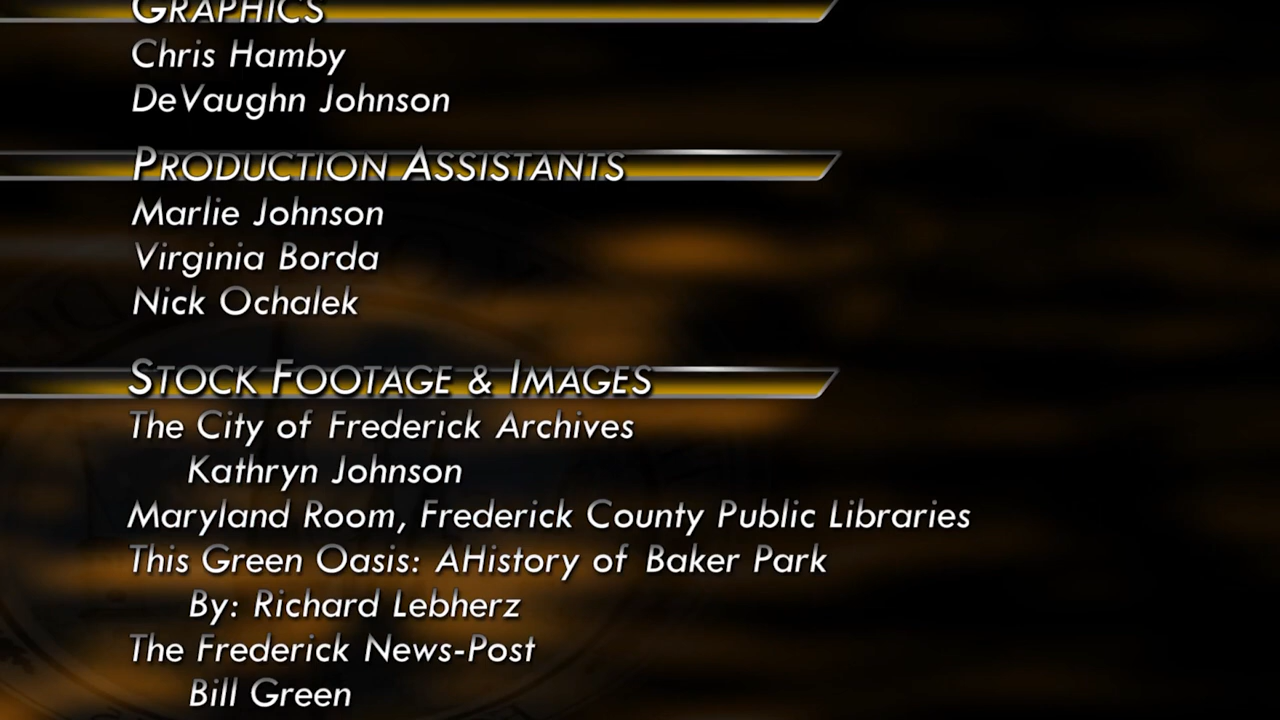 GRAPHICS
Chris Hamby
DeVaughn Johnson
PRODUCTION ASSISTANTS
Marlie Johnson
Virginia Borda
Nick Ochalek
STOCK FOOTAGE & IMAGES
The City of Frederick Archives
Kathryn Johnson
Maryland Room, Frederick County Public Libraries
This Green Oasis: AHistory of Baker Park
By: Richard Lebherz
The Frederick News-Post
Bill Green